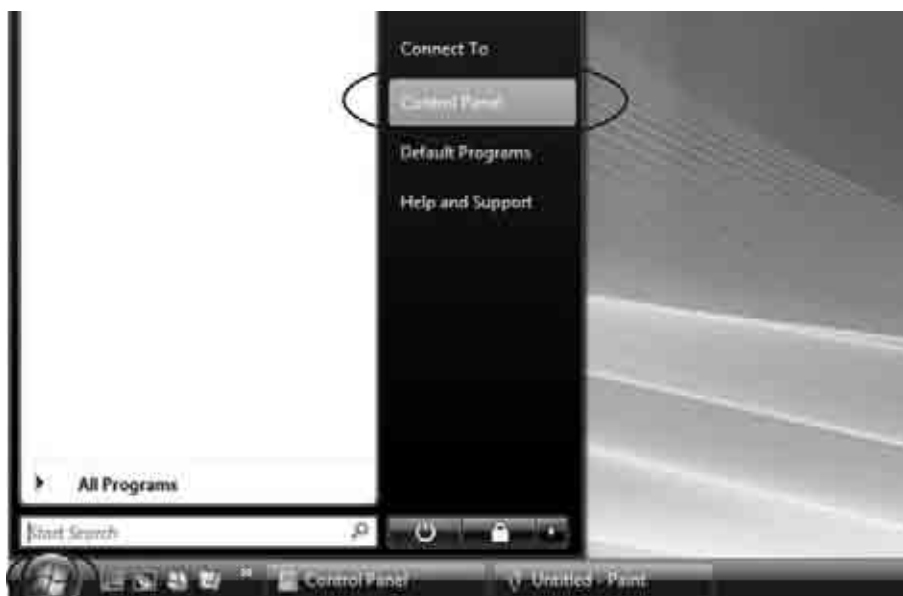 Connect To
Control Panel
Default Programs
Help and Support
All Programs
Start Search
Control Panel
Untitled - Paint